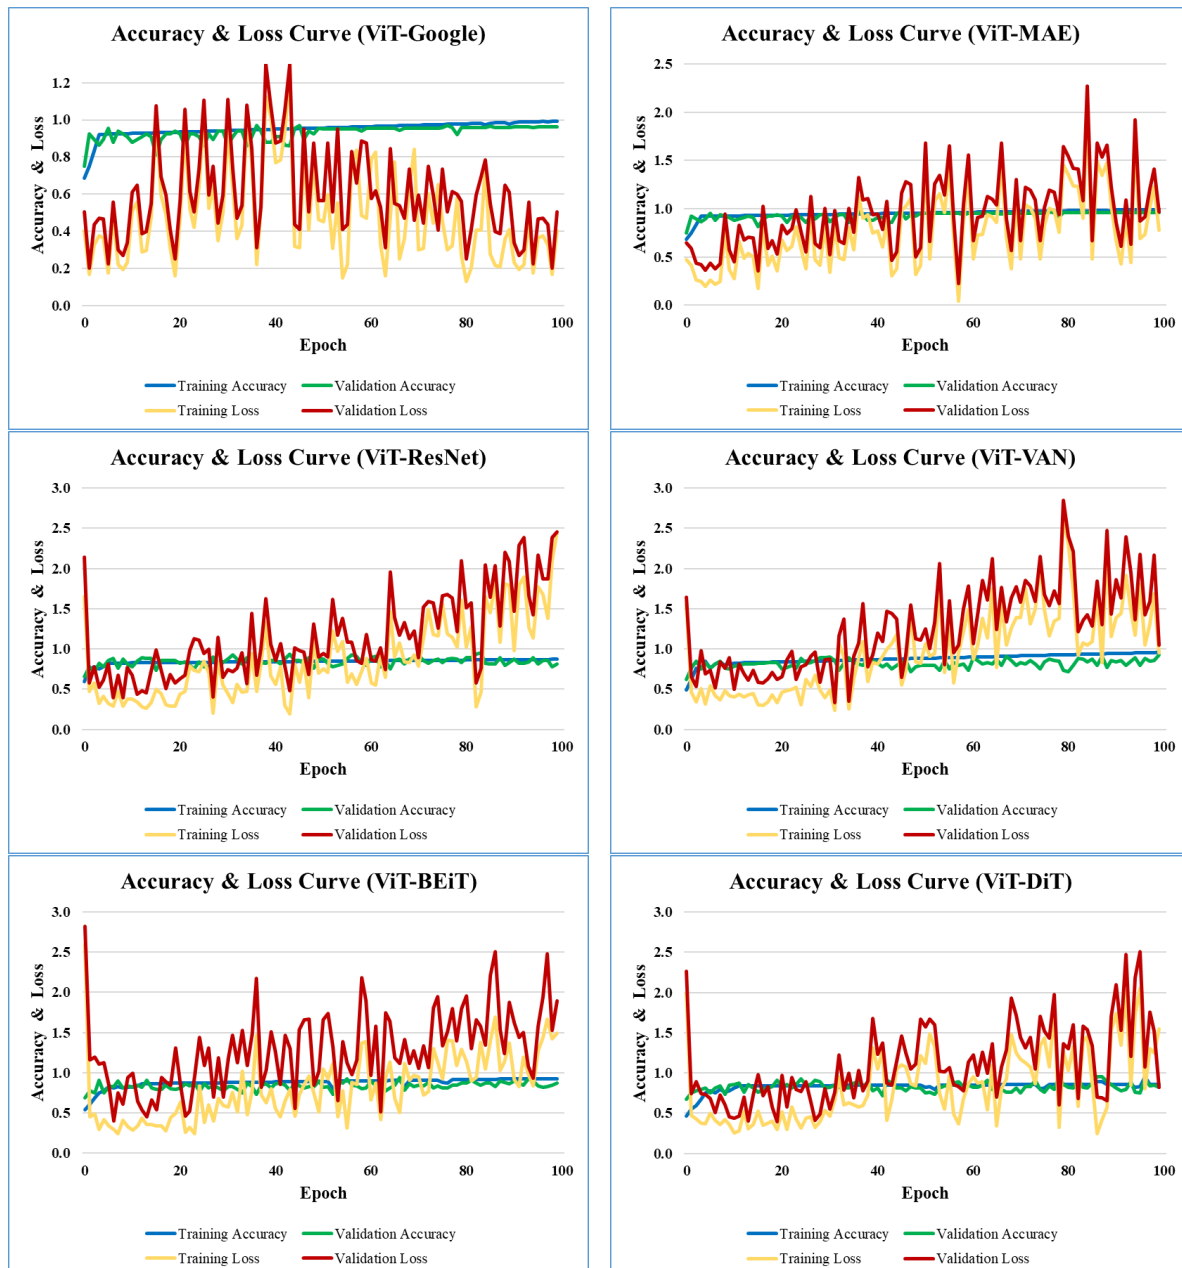 Accuracy & Loss Curve (ViT-Google)
Accuracy & Loss
1.2
1.0
0.8
0.6
0.4
0.2
0.0
0 20 40 60 80 100
Epoch
Training Accuracy Validation Accuracy
Training Loss Validation Loss
Accuracy & Loss Curve (ViT-MAE)
Accuracy & Loss
2.5
2.0
1.5
1.0
0.5
0.0
0 20 40 60 80 100
Epoch
Training Accuracy Validation Accuracy
Training Loss Validation Loss
Accuracy & Loss Curve (ViT-ResNet)
Accuracy & Loss
3.0
2.5
2.0
1.5
1.0
0.5
0.0
0 20 40 60 80 100
Epoch
Training Accuracy Validation Accuracy
Training Loss Validation Loss
Accuracy & Loss Curve (ViT-VAN)
Accuracy & Loss
3.0
2.5
2.0
1.5
1.0
0.5
0.0
0 20 40 60 80 100
Epoch
Training Accuracy Validation Accuracy
Training Loss Validation Loss
Accuracy & Loss Curve (ViT-BEiT)
Accuracy & Loss
3.0
2.5
2.0
1.5
1.0
0.5
0.0
0 20 40 60 80 100
Epoch
Training Accuracy Validation Accuracy
Training Loss Validation Loss
Accuracy & Loss Curve (ViT-DiT)
Accuracy & Loss
3.0
2.5
2.0
1.5
1.0
0.5
0.0
0 20 40 60 80 100
Epoch
Training Accuracy Validation Accuracy
Training Loss Validation Loss